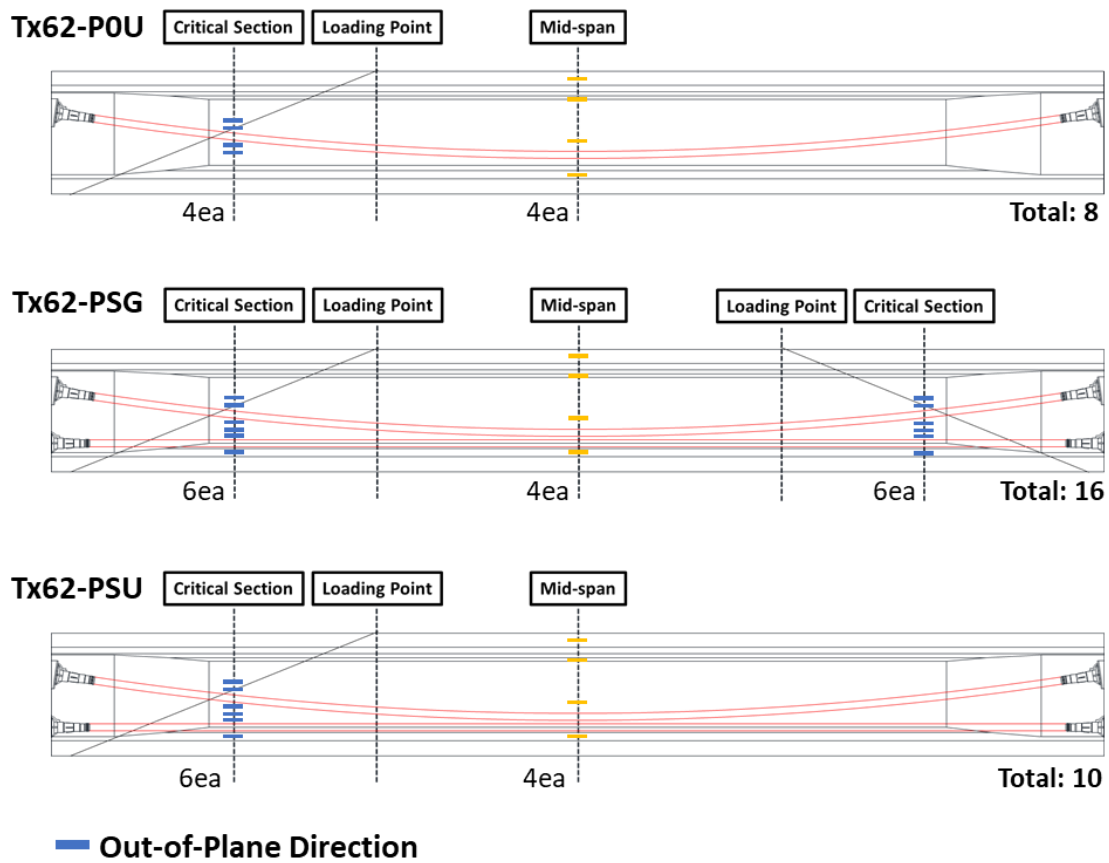 Tx62-P0U
Critical Section Loading Point Mid-span
4ea 4ea Total: 8
Tx62-PSG
Critical Section Loading Point Mid-span Loading Point Critical Section
6ea 4ea 6ea Total: 16
Tx62-PSU
Critical Section Loading Point Mid-span
6ea 4ea Total: 10
Out-of-Plane Direction